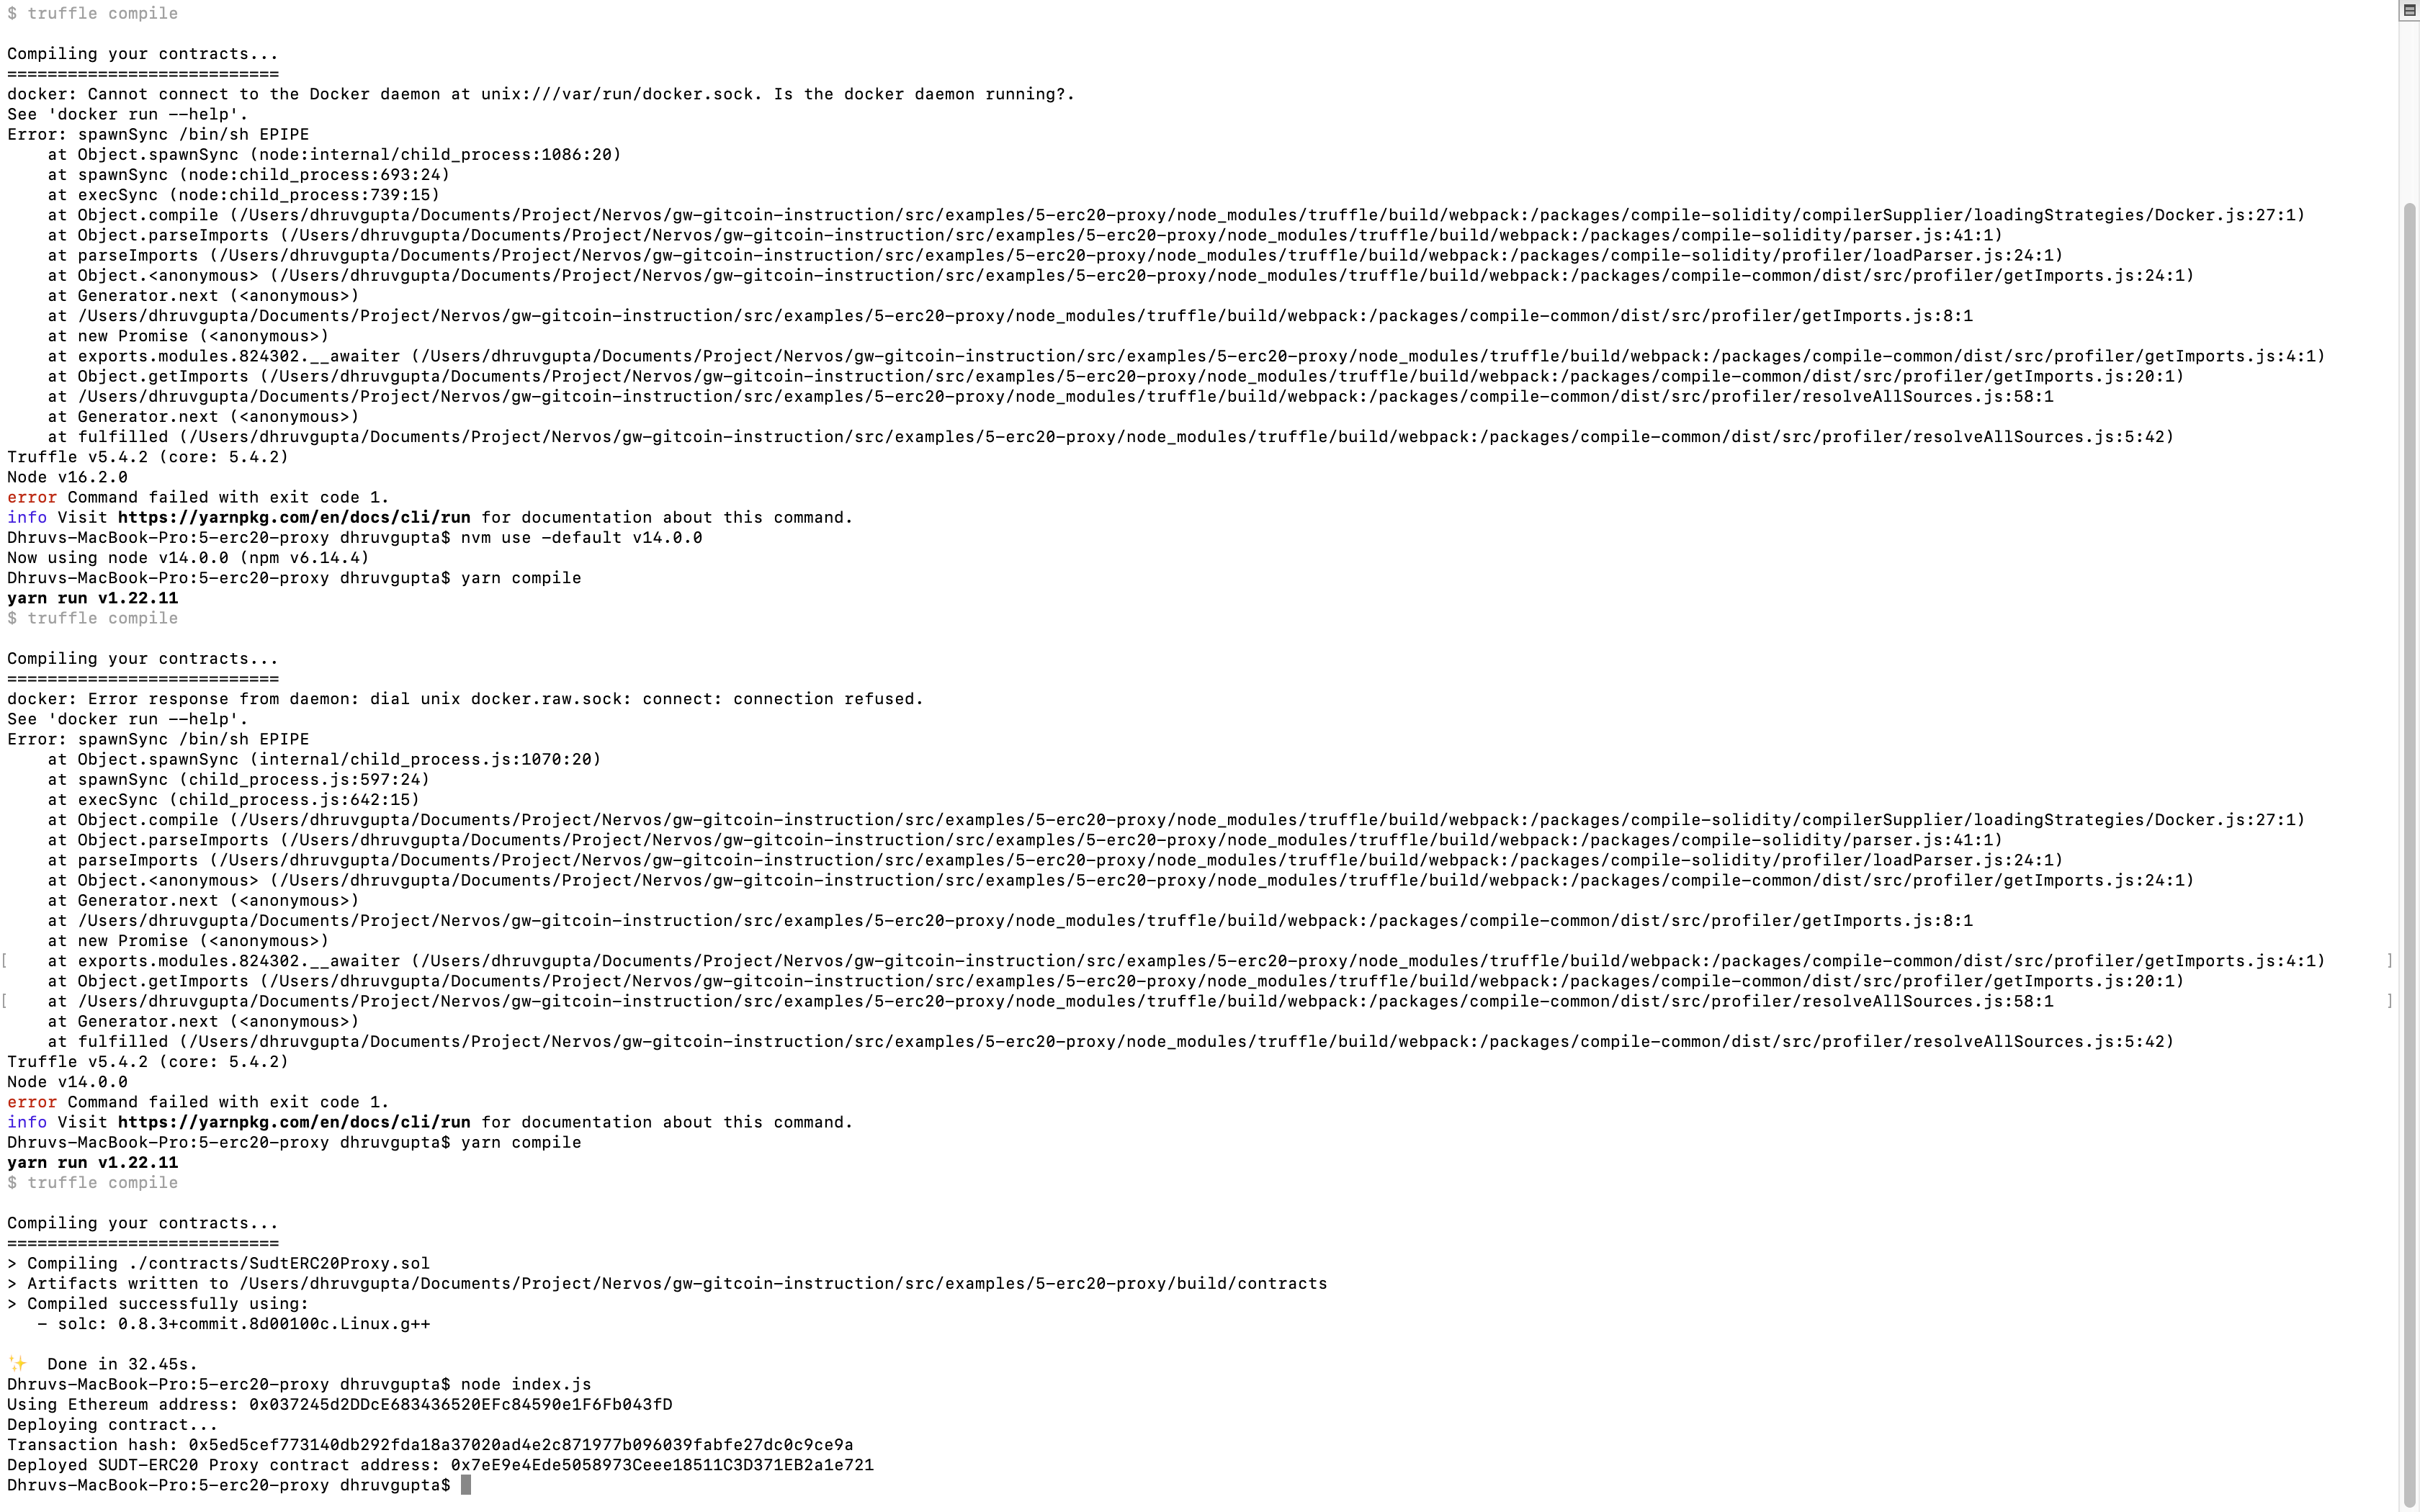 $ truffle compile
Compiling your contracts...
===========================
docker: Cannot connect to the Docker daemon at unix:///var/run/docker.sock. Is the docker daemon running?.
See 'docker run --help'.
Error: spawnSync /bin/sh EPIPE
    at Object.spawnSync (node:internal/child_process:1086:20)
    at spawnSync (node:child_process:693:24)
    at execSync (node:child_process:739:15)
    at Object.compile (/Users/dhruvgupta/Documents/Project/Nervos/gw-gitcoin-instruction/src/examples/5-erc20-proxy/node_modules/truffle/build/webpack:/packages/compile-solidity/compilerSupplier/loadingStrategies/Docker.js:27:1)
    at Object.parseImports (/Users/dhruvgupta/Documents/Project/Nervos/gw-gitcoin-instruction/src/examples/5-erc20-proxy/node_modules/truffle/build/webpack:/packages/compile-solidity/parser.js:41:1)
    at parseImports (/Users/dhruvgupta/Documents/Project/Nervos/gw-gitcoin-instruction/src/examples/5-erc20-proxy/node_modules/truffle/build/webpack:/packages/compile-solidity/profiler/loadParser.js:24:1)
    at Object.<anonymous> (/Users/dhruvgupta/Documents/Project/Nervos/gw-gitcoin-instruction/src/examples/5-erc20-proxy/node_modules/truffle/build/webpack:/packages/compile-common/dist/src/profiler/getImports.js:24:1)
    at Generator.next (<anonymous>)
    at /Users/dhruvgupta/Documents/Project/Nervos/gw-gitcoin-instruction/src/examples/5-erc20-proxy/node_modules/truffle/build/webpack:/packages/compile-common/dist/src/profiler/getImports.js:8:1
    at new Promise (<anonymous>)
    at exports.modules.824302.__awaiter (/Users/dhruvgupta/Documents/Project/Nervos/gw-gitcoin-instruction/src/examples/5-erc20-proxy/node_modules/truffle/build/webpack:/packages/compile-common/dist/src/profiler/getImports.js:4:1)
    at Object.getImports (/Users/dhruvgupta/Documents/Project/Nervos/gw-gitcoin-instruction/src/examples/5-erc20-proxy/node_modules/truffle/build/webpack:/packages/compile-common/dist/src/profiler/getImports.js:20:1)
    at /Users/dhruvgupta/Documents/Project/Nervos/gw-gitcoin-instruction/src/examples/5-erc20-proxy/node_modules/truffle/build/webpack:/packages/compile-common/dist/src/profiler/resolveAllSources.js:58:1
    at Generator.next (<anonymous>)
    at fulfilled (/Users/dhruvgupta/Documents/Project/Nervos/gw-gitcoin-instruction/src/examples/5-erc20-proxy/node_modules/truffle/build/webpack:/packages/compile-common/dist/src/profiler/resolveAllSources.js:5:42)
Truffle v5.4.2 (core: 5.4.2)
Node v16.2.0
error Command failed with exit code 1.
info Visit https://yarnpkg.com/en/docs/cli/run for documentation about this command.
Dhruvs-MacBook-Pro:5-erc20-proxy dhruvgupta$ nvm use -default v14.0.0
Now using node v14.0.0 (npm v6.14.4)
Dhruvs-MacBook-Pro:5-erc20-proxy dhruvgupta$ yarn compile
yarn run v1.22.11
$ truffle compile
Compiling your contracts...
===========================
docker: Error response from daemon: dial unix docker.raw.sock: connect: connection refused.
See 'docker run --help'.
Error: spawnSync /bin/sh EPIPE
    at Object.spawnSync (internal/child_process.js:1070:20)
    at spawnSync (child_process.js:597:24)
    at execSync (child_process.js:642:15)
    at Object.compile (/Users/dhruvgupta/Documents/Project/Nervos/gw-gitcoin-instruction/src/examples/5-erc20-proxy/node_modules/truffle/build/webpack:/packages/compile-solidity/compilerSupplier/loadingStrategies/Docker.js:27:1)
    at Object.parseImports (/Users/dhruvgupta/Documents/Project/Nervos/gw-gitcoin-instruction/src/examples/5-erc20-proxy/node_modules/truffle/build/webpack:/packages/compile-solidity/parser.js:41:1)
    at parseImports (/Users/dhruvgupta/Documents/Project/Nervos/gw-gitcoin-instruction/src/examples/5-erc20-proxy/node_modules/truffle/build/webpack:/packages/compile-solidity/profiler/loadParser.js:24:1)
    at Object.<anonymous> (/Users/dhruvgupta/Documents/Project/Nervos/gw-gitcoin-instruction/src/examples/5-erc20-proxy/node_modules/truffle/build/webpack:/packages/compile-common/dist/src/profiler/getImports.js:24:1)
    at Generator.next (<anonymous>)
    at /Users/dhruvgupta/Documents/Project/Nervos/gw-gitcoin-instruction/src/examples/5-erc20-proxy/node_modules/truffle/build/webpack:/packages/compile-common/dist/src/profiler/getImports.js:8:1
    at new Promise (<anonymous>)
[    at exports.modules.824302.__awaiter (/Users/dhruvgupta/Documents/Project/Nervos/gw-gitcoin-instruction/src/examples/5-erc20-proxy/node_modules/truffle/build/webpack:/packages/compile-common/dist/src/profiler/getImports.js:4:1) ]
    at Object.getImports (/Users/dhruvgupta/Documents/Project/Nervos/gw-gitcoin-instruction/src/examples/5-erc20-proxy/node_modules/truffle/build/webpack:/packages/compile-common/dist/src/profiler/getImports.js:20:1)
[    at /Users/dhruvgupta/Documents/Project/Nervos/gw-gitcoin-instruction/src/examples/5-erc20-proxy/node_modules/truffle/build/webpack:/packages/compile-common/dist/src/profiler/resolveAllSources.js:58:1 ]
    at Generator.next (<anonymous>)
    at fulfilled (/Users/dhruvgupta/Documents/Project/Nervos/gw-gitcoin-instruction/src/examples/5-erc20-proxy/node_modules/truffle/build/webpack:/packages/compile-common/dist/src/profiler/resolveAllSources.js:5:42)
Truffle v5.4.2 (core: 5.4.2)
Node v14.0.0
error Command failed with exit code 1.
info Visit https://yarnpkg.com/en/docs/cli/run for documentation about this command.
Dhruvs-MacBook-Pro:5-erc20-proxy dhruvgupta$ yarn compile
yarn run v1.22.11
$ truffle compile
Compiling your contracts...
===========================
> Compiling ./contracts/SudtERC20Proxy.sol
> Artifacts written to /Users/dhruvgupta/Documents/Project/Nervos/gw-gitcoin-instruction/src/examples/5-erc20-proxy/build/contracts
> Compiled successfully using:
   - solc: 0.8.3+commit.8d00100c.Linux.g++
✨  Done in 32.45s.
Dhruvs-MacBook-Pro:5-erc20-proxy dhruvgupta$ node index.js
Using Ethereum address: 0x037245d2DDcE683436520EFc84590e1F6Fb043fD
Deploying contract...
Transaction hash: 0x5ed5cef773140db292fda18a37020ad4e2c871977b096039fabfe27dc0c9ce9a
Deployed SUDT-ERC20 Proxy contract address: 0x7eE9e4Ede5058973Ceee18511C3D371EB2a1e721
Dhruvs-MacBook-Pro:5-erc20-proxy dhruvgupta$